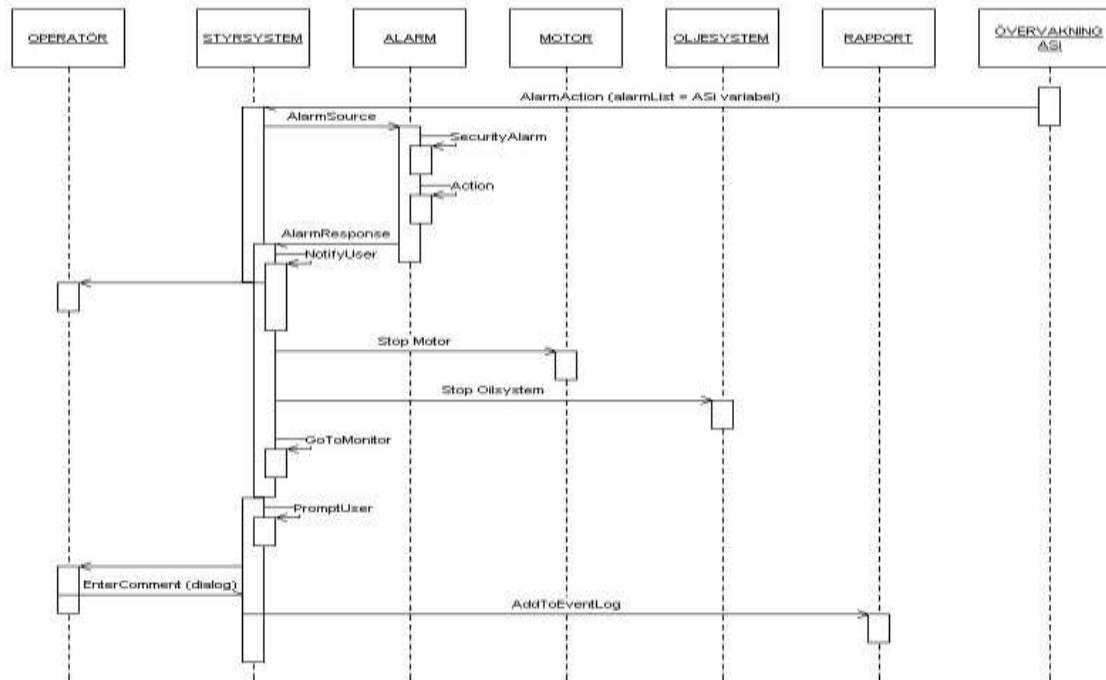 OPERATÖR
STYRSYSTEM
ALARM
MOTOR
OLJESYSTEM
RAPPORT
ÖVERVAKNING
ASi
AlarmAction (alarmList = ASi variabel)
AlarmSource
SecurityAlarm
Action
AlarmResponse
NotifyUser
Stop Motor
Stop Oilsystem
GoToMonitor
PromptUser
EnterComment (dialog)
AddToEventLog